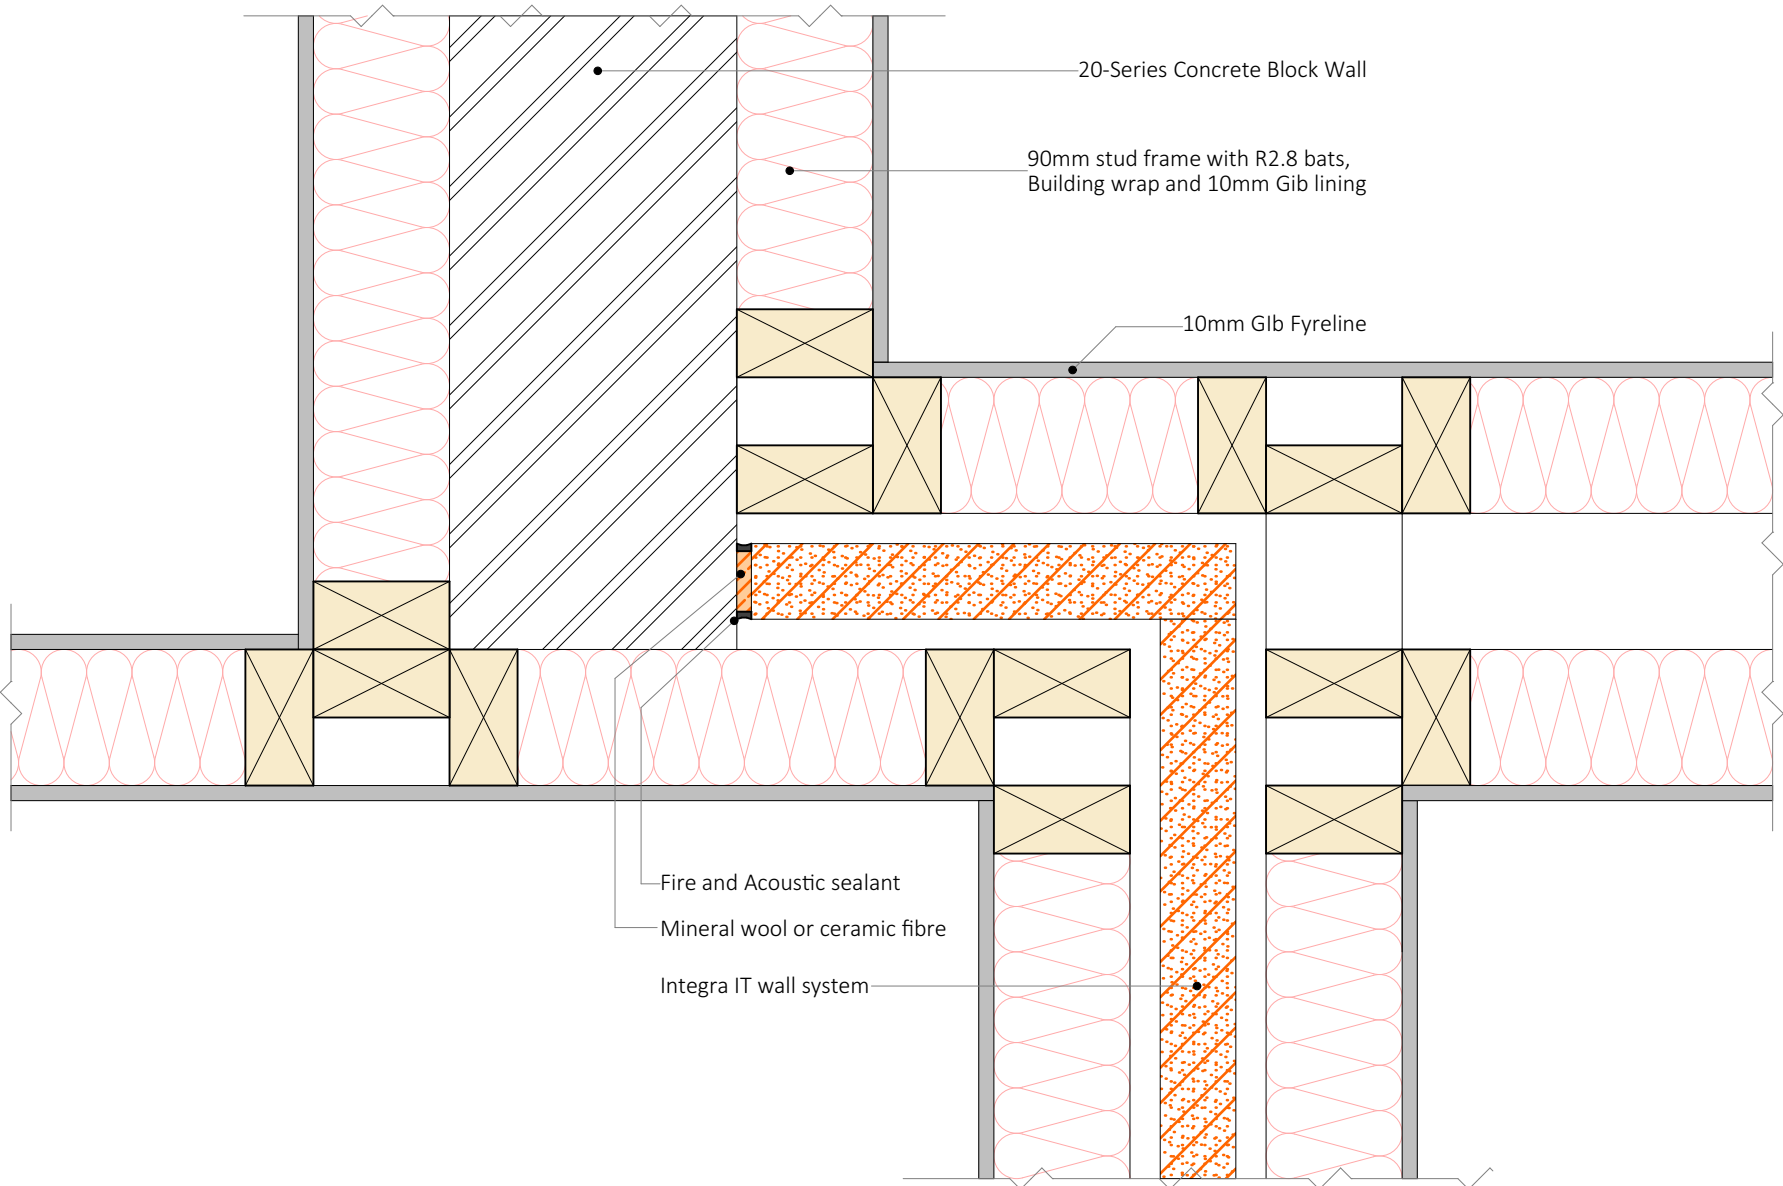 20-Series Concrete Block Wall
90mm stud frame with R2.8 bats,
Building wrap and 10mm Gib lining
10mm GIb Fyreline
Fire and Acoustic sealant
Mineral wool or ceramic fibre
Integra IT wall system